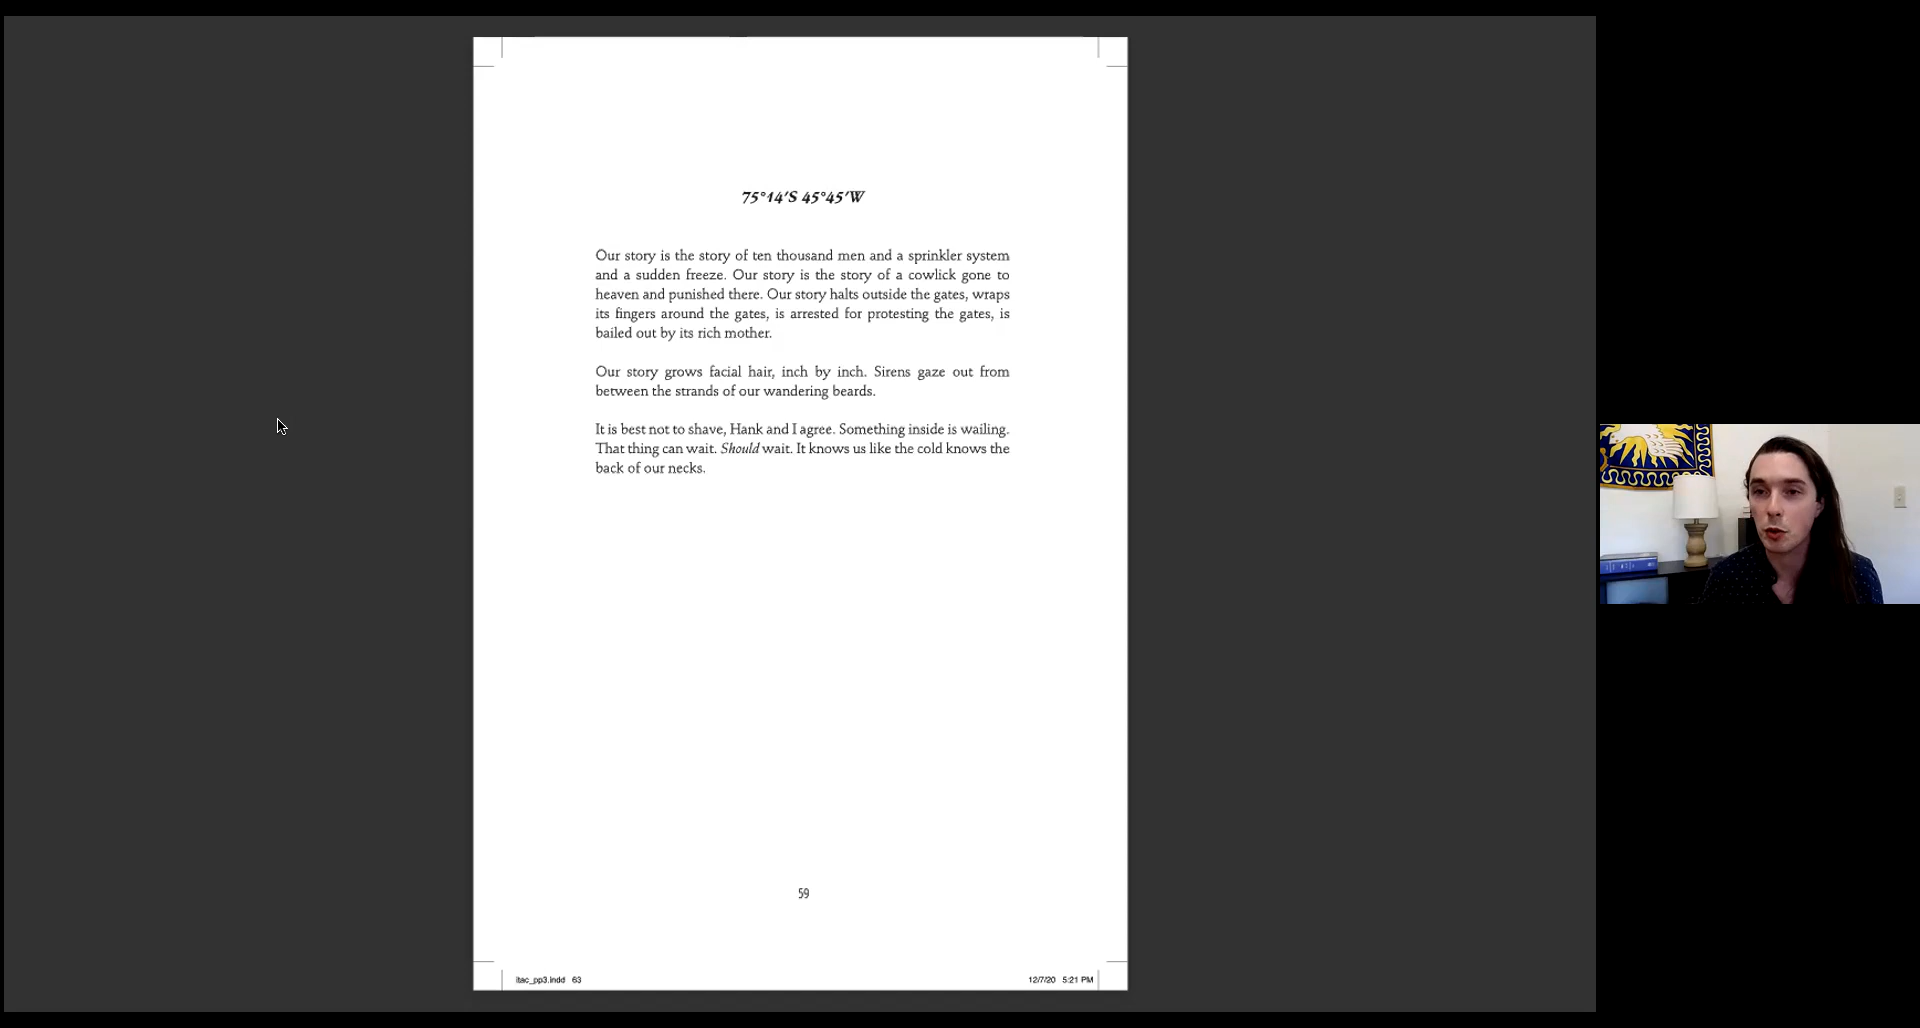 75°14′S 45°45′W
Our story is the story of ten thousand men and a sprinkler system
and a sudden freeze. Our story is the story of a cowlick gone to
heaven and punished there. Our story halts outside the gates, wraps
its fingers around the gates, is arrested for protesting the gates, is
bailed out by its rich mother.
Our story grows facial hair, inch by inch. Sirens gaze out from
between the strands of our wandering beards.
It is best not to shave, Hank and I agree. Something inside is wailing.
That thing can wait. Should wait. It knows us like the cold knows the
back of our necks.
59
itac_pp3.indd 63
12/7/20 5:21 PM